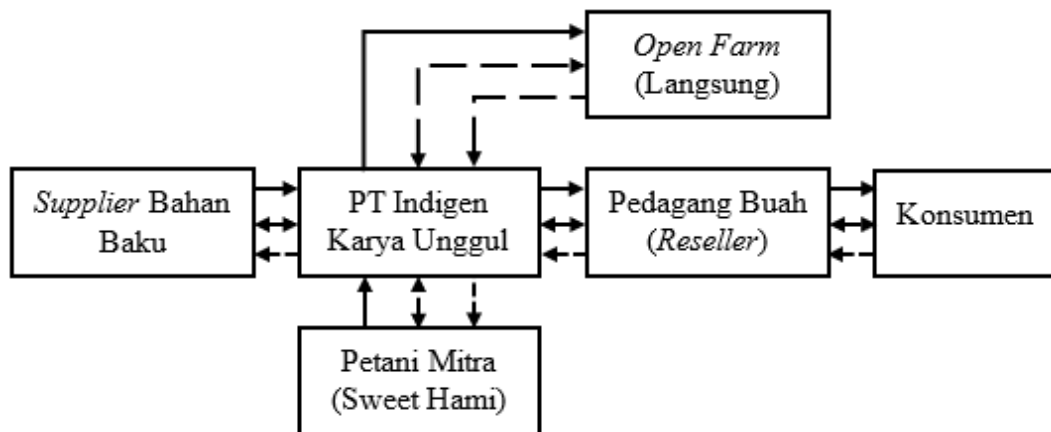 Open Farm
(Langsung)
Supplier Bahan
Baku
PT Indigen
Karya Unggul
Pedagang Buah
(Reseller)
Konsumen
Petani Mitra
(Sweet Hami)